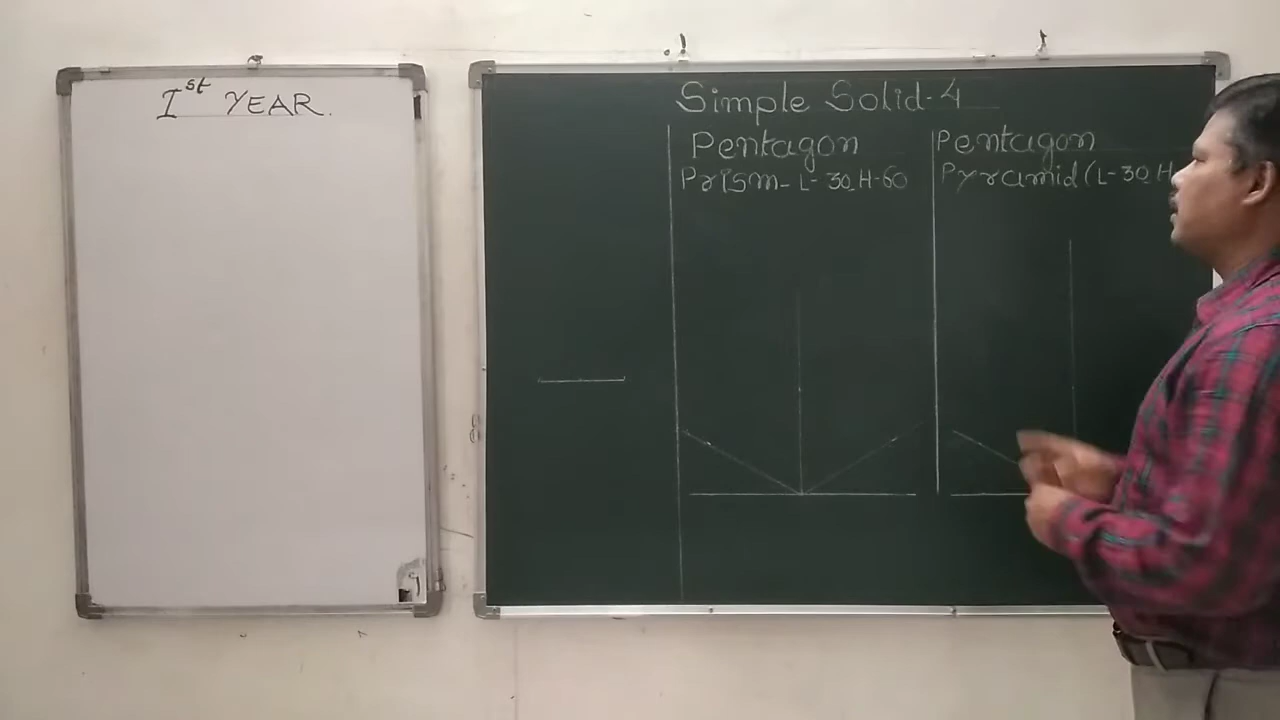 Ist YEAR.
Simple Solid-4
Pentagon
Prism- L-30, H-60
Pentagon
Pyramid (L-30, H